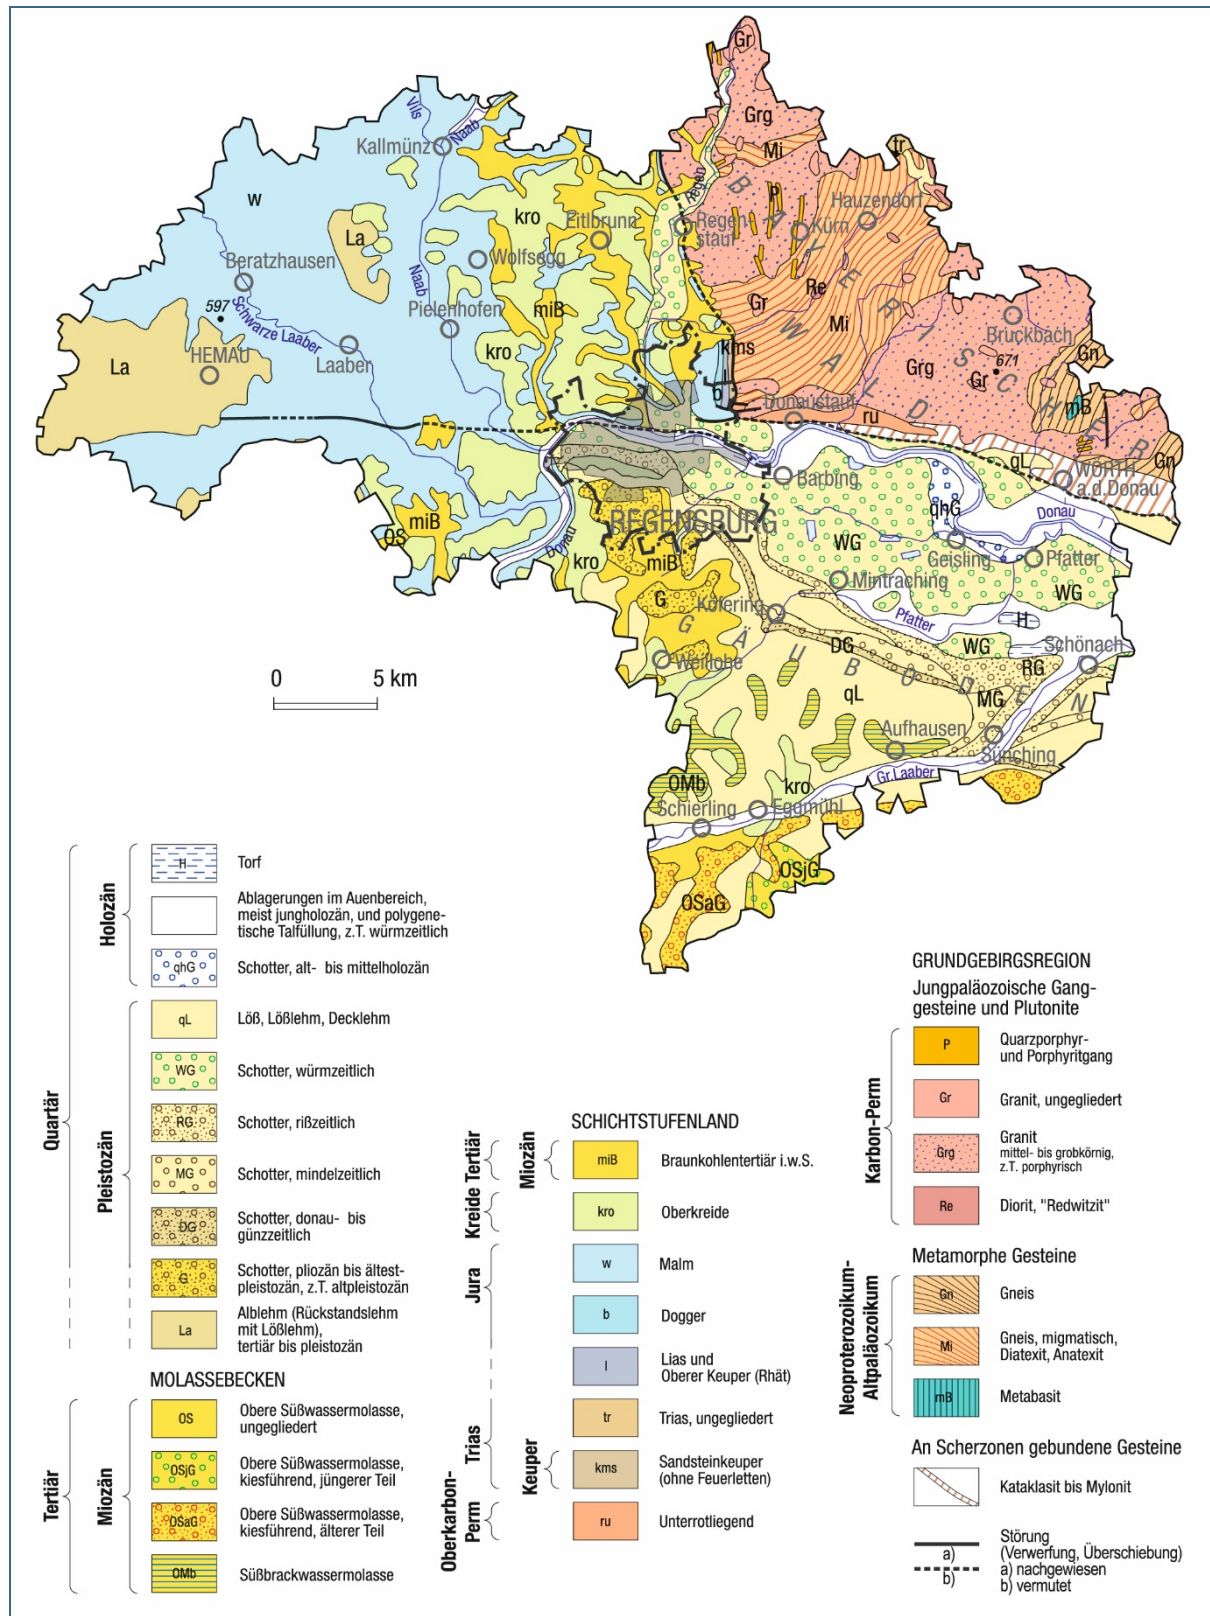 Gr
Grg
Vils
Naab
Kallmünz
Mi
tr
Regen
w
kro
P
Hauzendorf
Eitlbrunn
Regen-
stauf
Kürn
La
Wolfsegg
Beratzhausen
Naab
Re
597
Schwarze Laaber
Pielenhofen
miB
Gr
Mi
Bruckbach
BAYERISCHER
WALD
HEMAU
Laaber
kro
kms
Grg
671
Gr
Gn
La
l
b
mB
Donaustauf
ru
Gn
qL
WÖRTH
a.d.Donau
Barbing
qhG
Donau
miB
OS
REGENSBURG
Donau
WG
Geisling
Pfatter
kro
miB
Mintraching
WG
G
Köfering
Pfatter
H
GÄUBODEN
DG
WG
Schönach
Weillohe
RG
0 5 km
qL
MG
Aufhausen
Sünching
OMb
kro
Gr.Laaber
Schierling
Eggmühl
OSjG
OSaG
Quartär
Holozän
H Torf
Ablagerungen im Auenbereich,
meist jungholozän, und polygene-
tische Talfüllung, z.T. würmzeitlich
qhG Schotter, alt- bis mittelholozän
Pleistozän
qL Löß, Lößlehm, Decklehm
WG Schotter, würmzeitlich
RG Schotter, rißzeitlich
MG Schotter, mindelzeitlich
DG Schotter, donau- bis
günzzeitlich
G Schotter, pliozän bis ältest-
pleistozän, z.T. altpleistozän
La Alblehm (Rückstandslehm
mit Lößlehm),
tertiär bis pleistozän
MOLASSEBECKEN
Tertiär
Miozän
OS Obere Süßwassermolasse,
ungegliedert
OSjG Obere Süßwassermolasse,
kiesführend, jüngerer Teil
OSaG Obere Süßwassermolasse,
kiesführend, älterer Teil
OMb Süßbrackwassermolasse
SCHICHTSTUFENLAND
Tertiär
Miozän
miB Braunkohlentertiär i.w.S.
Kreide
kro Oberkreide
Jura
w Malm
b Dogger
l Lias und
Oberer Keuper (Rhät)
Trias
tr Trias, ungegliedert
Keuper
kms Sandsteinkeuper
(ohne Feuerletten)
Oberkarbon-
Perm
ru Unterrotliegend
GRUNDGEBIRGSREGION
Jungpaläozoische Gang-
gesteine und Plutonite
Karbon-Perm
P Quarzporphyr-
und Porphyritgang
Gr Granit, ungegliedert
Grg Granit
mittel- bis grobkörnig,
z.T. porphyrisch
Re Diorit, "Redwitzit"
Metamorphe Gesteine
Neoproterozoikum-
Altpaläozoikum
Gn Gneis
Mi Gneis, migmatisch,
Diatexit, Anatexit
mB Metabasit
An Scherzonen gebundene Gesteine
Kataklasit bis Mylonit
Störung
(Verwerfung, Überschiebung)
a) a) nachgewiesen
b) b) vermutet